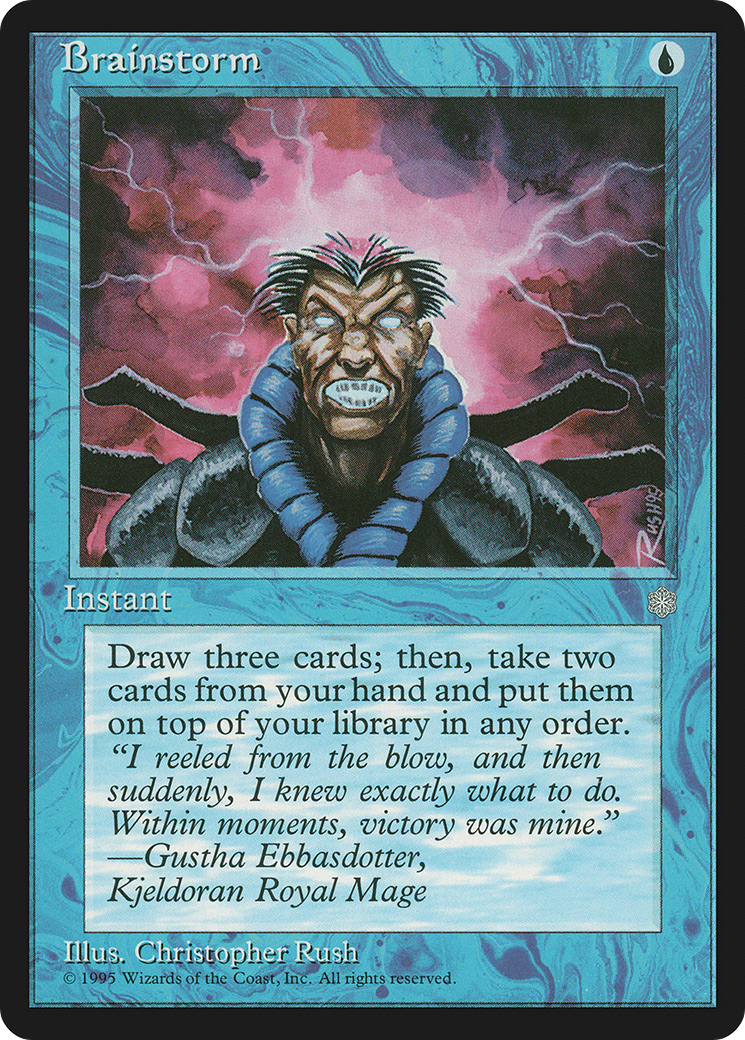 Brainstorm
RUSH95
Instant
Draw three cards; then, take two
cards from your hand and put them
on top of your library in any order.
“I reeled from the blow, and then
suddenly, I knew exactly what to do.
Within moments, victory was mine.”
—Gustha Ebbasdotter,
Kjeldoran Royal Mage
Illus. Christopher Rush
© 1995 Wizards of the Coast, Inc. All rights reserved.